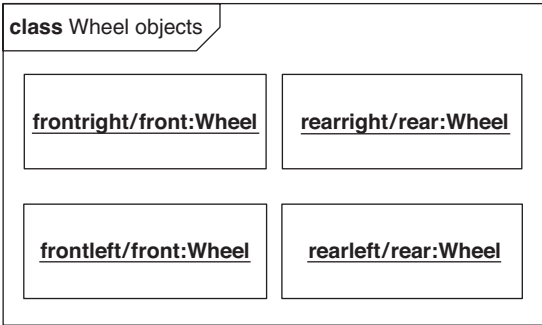 class Wheel objects
frontright/front:Wheel
rearright/rear:Wheel
frontleft/front:Wheel
rearleft/rear:Wheel